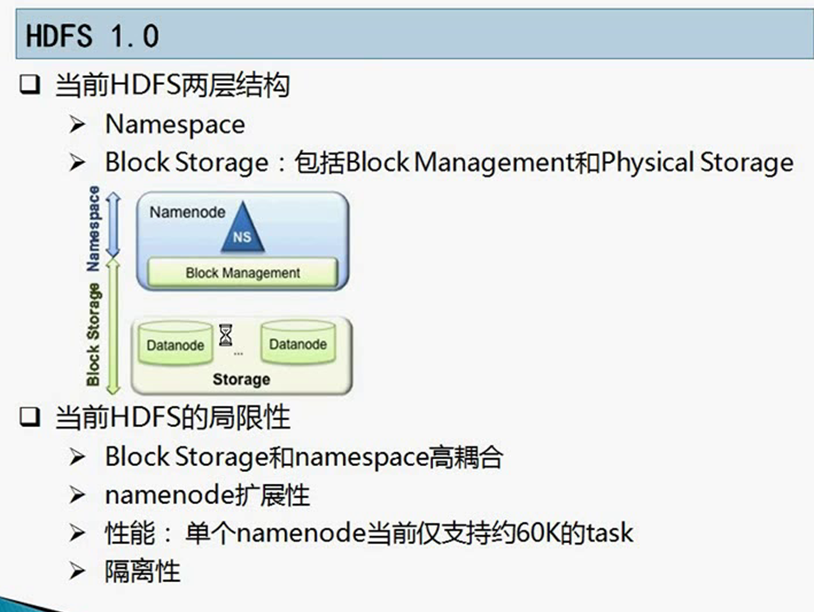 HDFS 1.0
当前HDFS两层结构
Namespace
Block Storage：包括Block Management和Physical Storage
Namespace
Namenode
NS
Block Management
Block Storage
Datanode
...
Datanode
Storage
当前HDFS的局限性
Block Storage和namespace高耦合
namenode扩展性
性能： 单个namenode当前仅支持约60K的task
隔离性